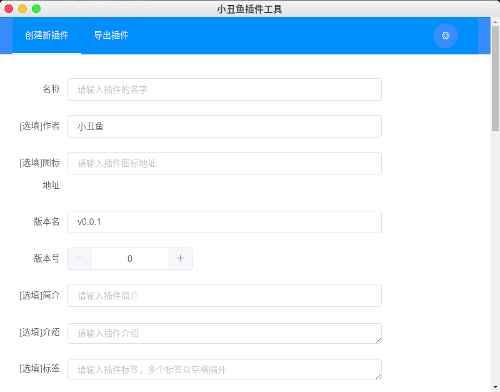 小丑鱼插件工具
创建新插件 导出插件
名称 请输入插件的名字
[选填]作者 小丑鱼
[选填]图标 请输入插件图标地址
地址
版本名 v0.0.1
版本号 0
[选填]简介 请输入插件简介
[选填]介绍 请输入插件介绍
[选填]标签 请输入插件标签，多个标签以空格隔开